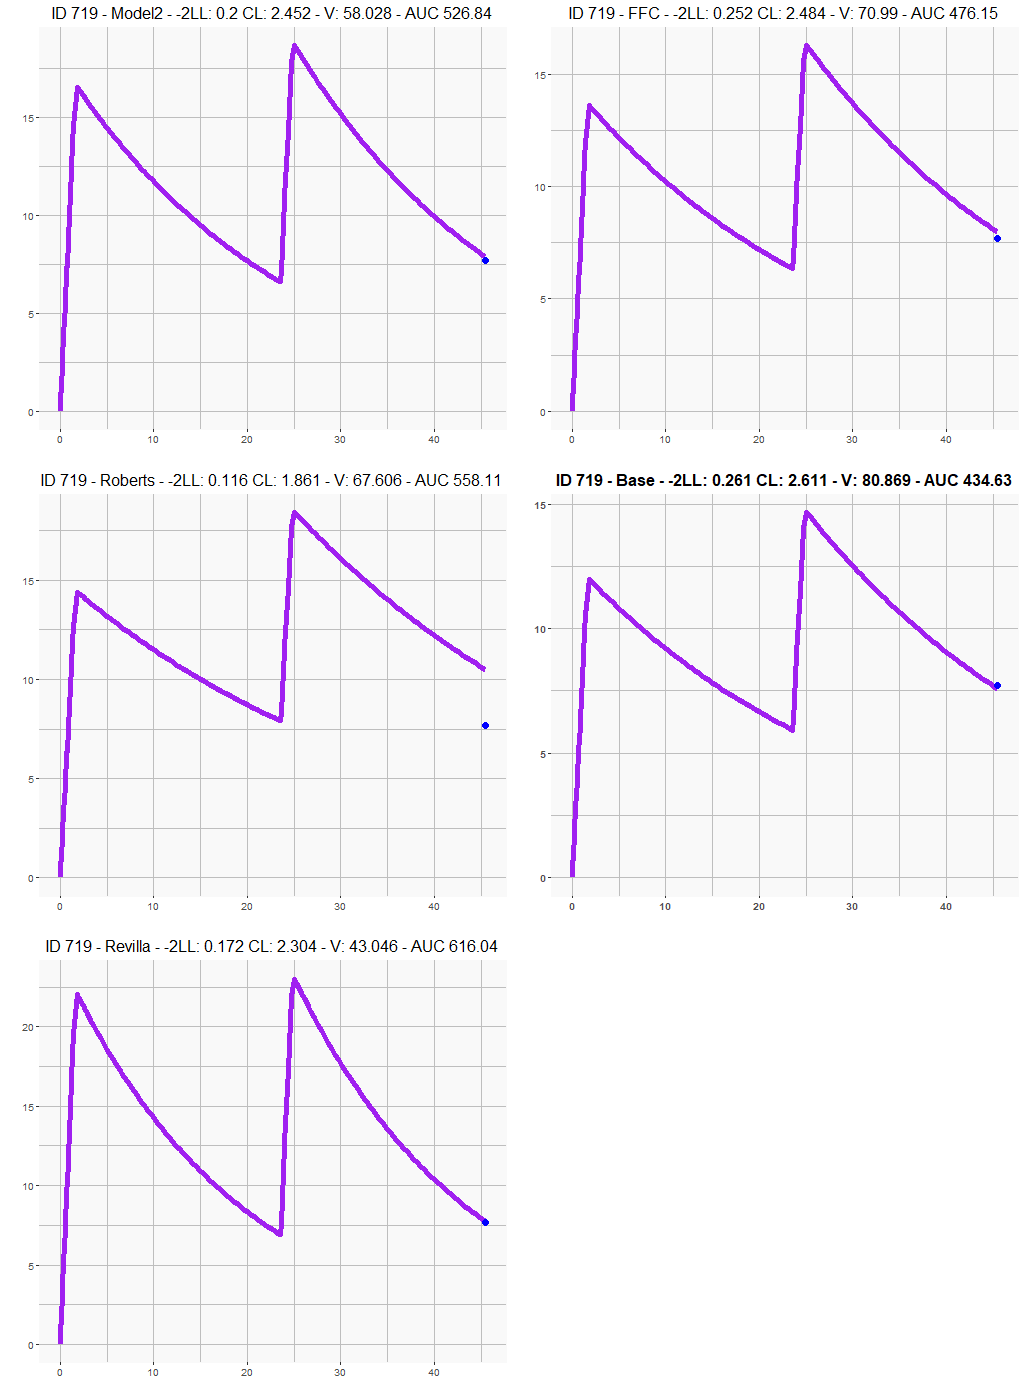 ID 719 - Model2 - -2LL: 0.2 CL: 2.452 - V: 58.028 - AUC 526.84
15
10
5
0
0 10 20 30 40
ID 719 - FFC - -2LL: 0.252 CL: 2.484 - V: 70.99 - AUC 476.15
15
10
5
0
0 10 20 30 40
ID 719 - Roberts - -2LL: 0.116 CL: 1.861 - V: 67.606 - AUC 558.11
15
10
5
0
0 10 20 30 40
ID 719 - Base - -2LL: 0.261 CL: 2.611 - V: 80.869 - AUC 434.63
15
10
5
0
0 10 20 30 40
ID 719 - Revilla - -2LL: 0.172 CL: 2.304 - V: 43.046 - AUC 616.04
20
15
10
5
0
0 10 20 30 40